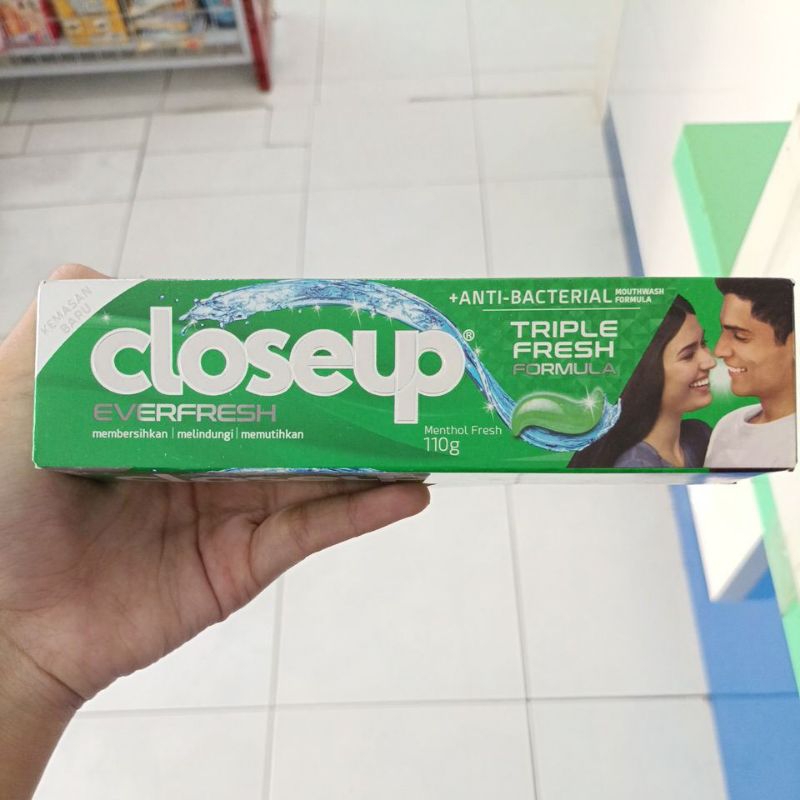 KEMASAN
BARU
closeup®
EVERFRESH
membersihkan | melindungi | memutihkan
+ANTI-BACTERIAL MOUTHWASH FORMULA
TRIPLE
FRESH
FORMULA
Menthol Fresh
110g